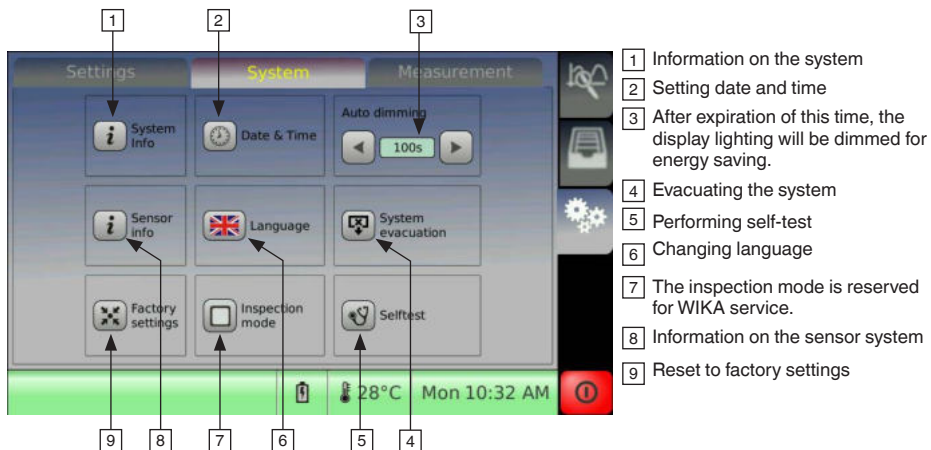 1 2 3
Settings System Measurement
System
Info
Date & Time
Auto dimming
100s
Sensor
info
Language
System
evacuation
Factory
settings
Inspection
mode
Selftest
28°C Mon 10:32 AM
9 8 7 6 5 4
1 Information on the system
2 Setting date and time
3 After expiration of this time, the
display lighting will be dimmed for
energy saving.
4 Evacuating the system
5 Performing self-test
6 Changing language
7 The inspection mode is reserved
for WIKA service.
8 Information on the sensor system
9 Reset to factory settings